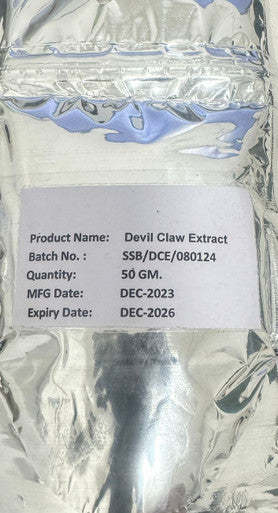 Product Name: Devil Claw Extract
Batch No. : SSB/DCE/080124
Quantity: 50 GM.
MFG Date: DEC-2023
Expiry Date: DEC-2026